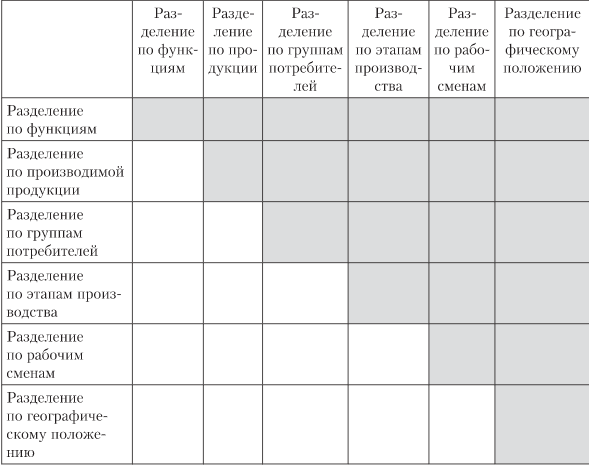 Раз-
деление
по функ-
циям
Разде-
ление
по про-
дукции
Раз-
деление
по группам
потребите-
лей
Раз-
деление
по этапам
производ-
ства
Раз-
деление
по рабо-
чим
сменам
Разделение
по геогра-
фическому
положению
Разделение
по функциям
Разделение
по производимой
продукции
Разделение
по группам
потребителей
Разделение
по этапам произ-
водства
Разделение
по рабочим
сменам
Разделение
по географиче-
скому положе-
нию